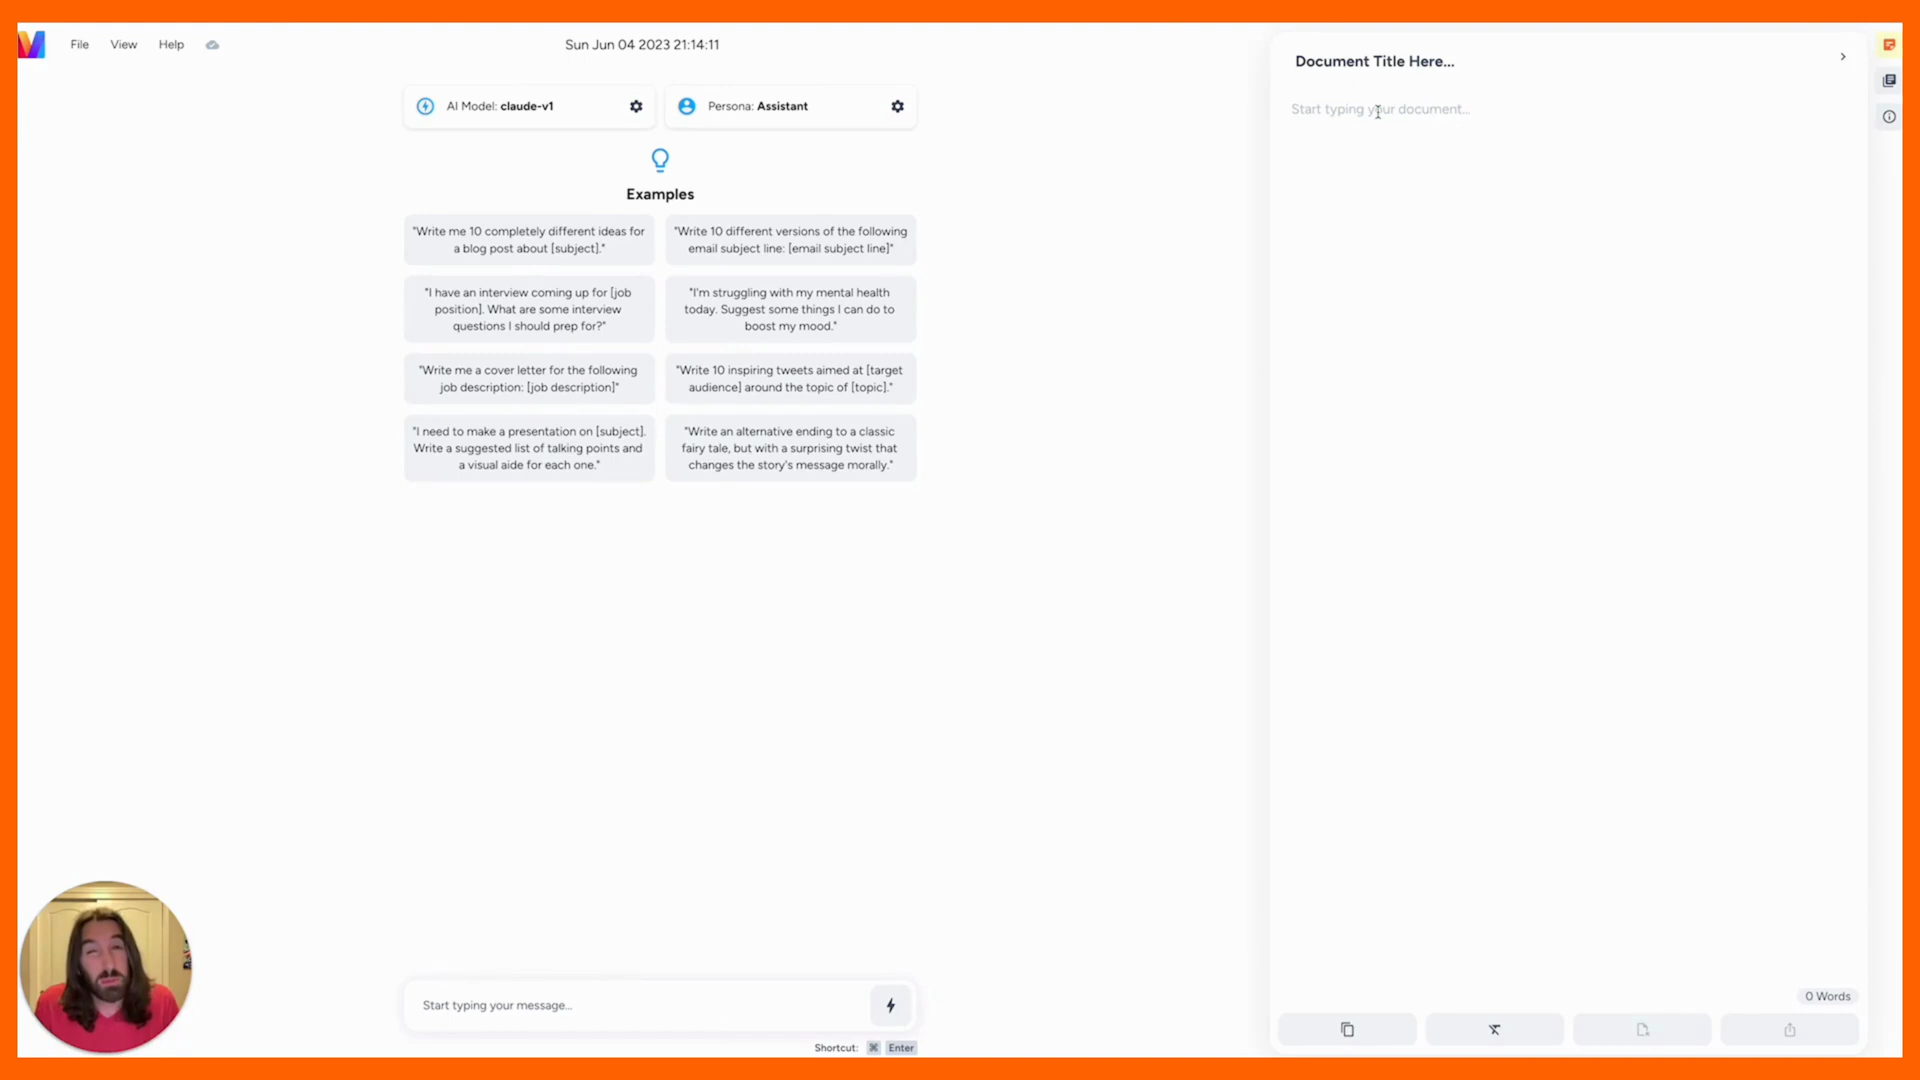 File View Help
Sun Jun 04 2023 21:14:11
AI Model: claude-v1
Persona: Assistant
Examples
"Write me 10 completely different ideas for
a blog post about [subject]."
"Write 10 different versions of the following
email subject line: [email subject line]"
"I have an interview coming up for [job
position]. What are some interview
questions I should prep for?"
"I'm struggling with my mental health
today. Suggest some things I can do to
boost my mood."
"Write me a cover letter for the following
job description: [job description]"
"Write 10 inspiring tweets aimed at [target
audience] around the topic of [topic]."
"I need to make a presentation on [subject].
Write a suggested list of talking points and
a visual aide for each one."
"Write an alternative ending to a classic
fairy tale, but with a surprising twist that
changes the story's message morally."
Start typing your message...
Shortcut: ⌘ Enter
Document Title Here...
Start typing your document...
0 Words